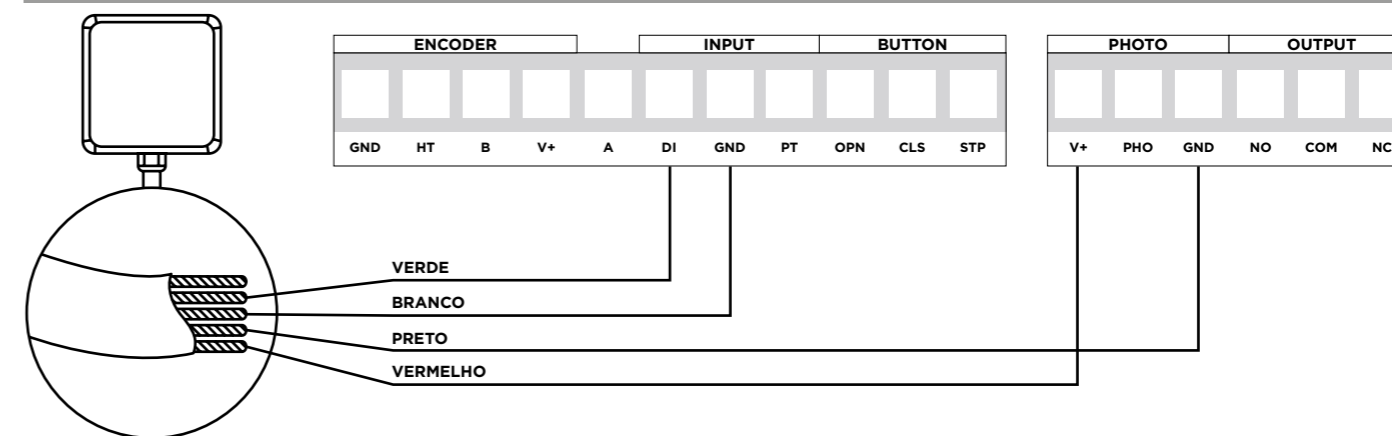 ENCODER INPUT BUTTON PHOTO OUTPUT
GND HT B V+ A DI GND PT OPN CLS STP V+ PHO GND NO COM NC
VERDE
BRANCO
PRETO
VERMELHO